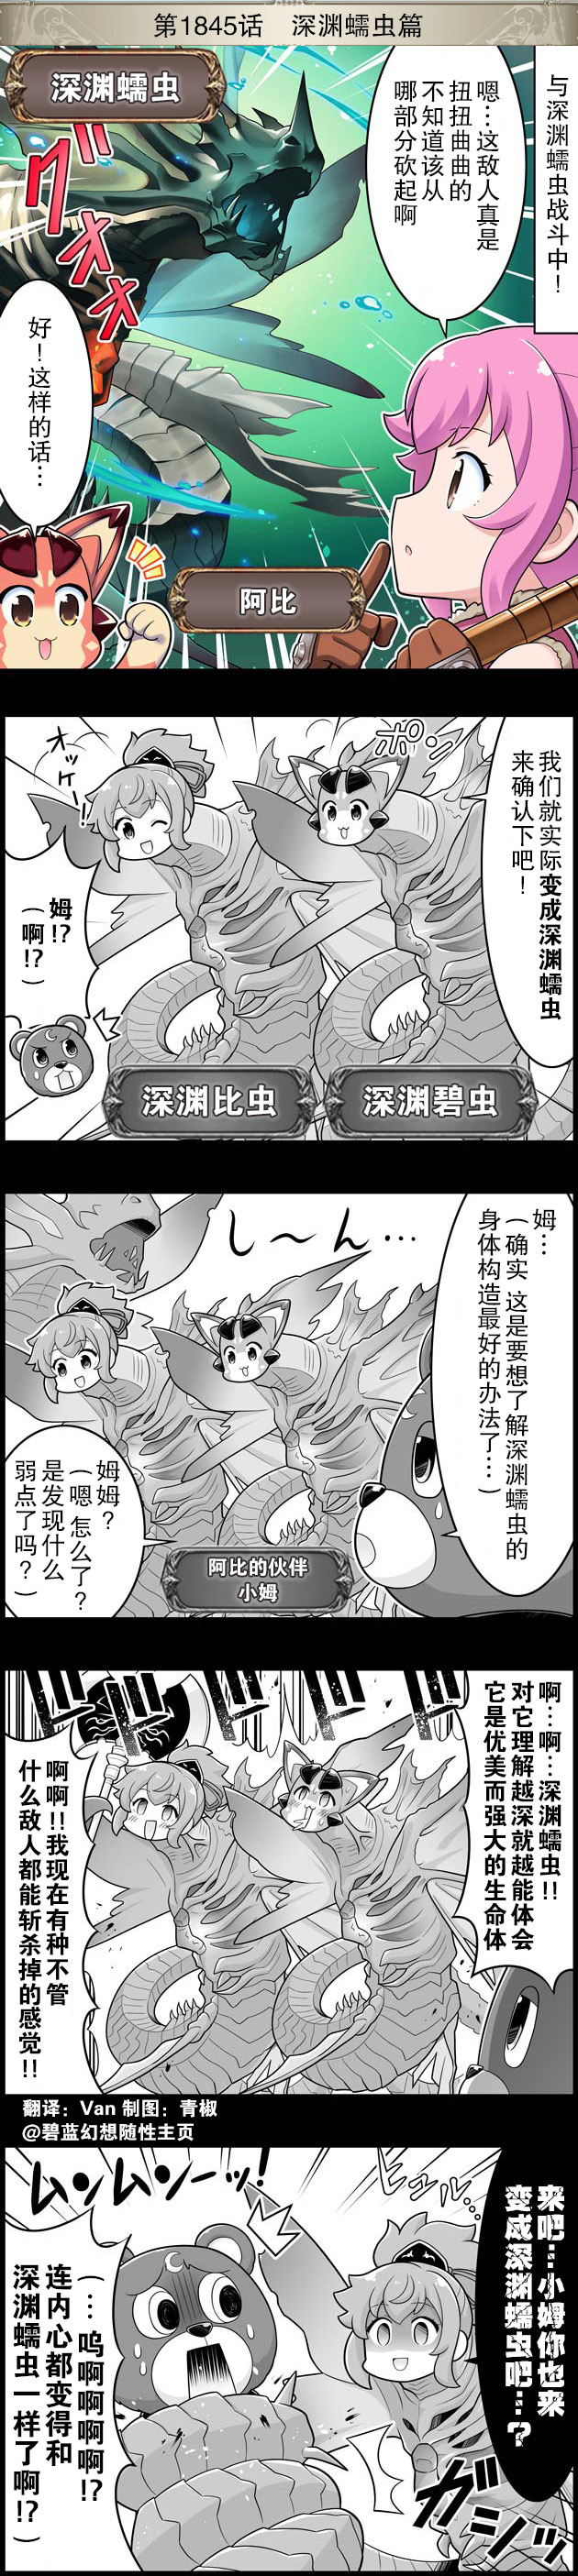 第1845话　深渊蠕虫篇
与深渊蠕虫战斗中！
深渊蠕虫
嗯…这敌人真是
扭扭曲曲的
不知道该从
哪部分砍起啊
グメメメ
好！这样的话…
阿比
我们就实际变成深渊蠕虫
来确认下吧！
ポンッ
オッケー！
姆!?
（啊!?）
深渊比虫
深渊碧虫
姆…
（确实 这是要想了解深渊蠕虫的
身体构造最好的办法了…）
し〜ん…
姆姆？
（嗯 怎么了？
是发现什么
弱点了吗？）
阿比的伙伴
小姆
啊…啊…深渊蠕虫!!
对它理解越深就越能体会
它是优美而强大的生命体
ドドドドド
啊啊!!我现在有种不管
什么敌人都能斩杀掉的感觉!!
翻译：Van 制图：青椒
@碧蓝幻想随性主页
来吧…小姆你也来
变成深渊蠕虫吧…？
ヒュル…
ムンムンーッ！
（…呜啊啊啊啊!?
连内心都变得和
深渊蠕虫一样了啊!?）
ガシッ